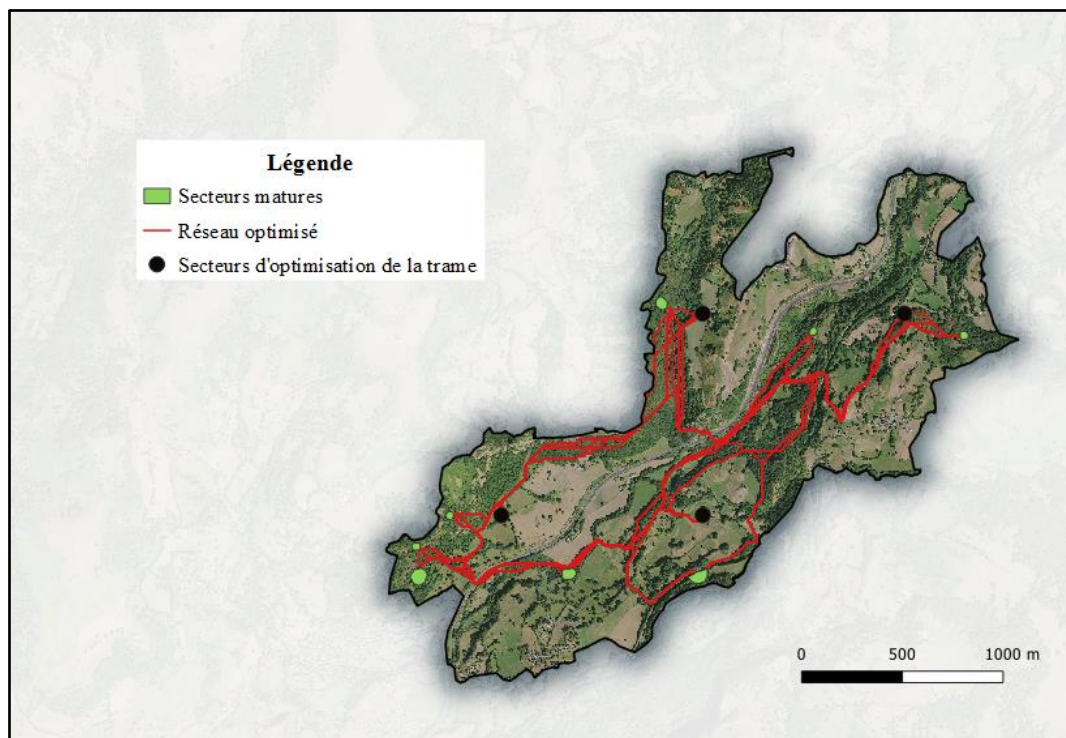 Légende
Secteurs matures
Réseau optimisé
Secteurs d'optimisation de la trame
0 500 1000 m